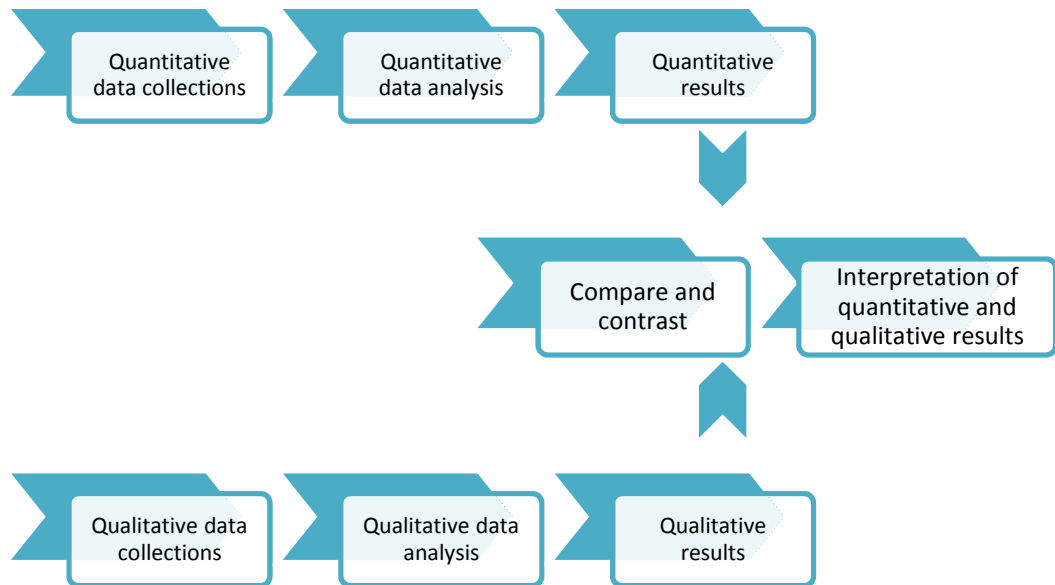 Quantitative
data collections
Quantitative
data analysis
Quantitative
results
Compare and
contrast
Interpretation of
quantitative and
qualitative results
Qualitative data
collections
Qualitative data
analysis
Qualitative
results